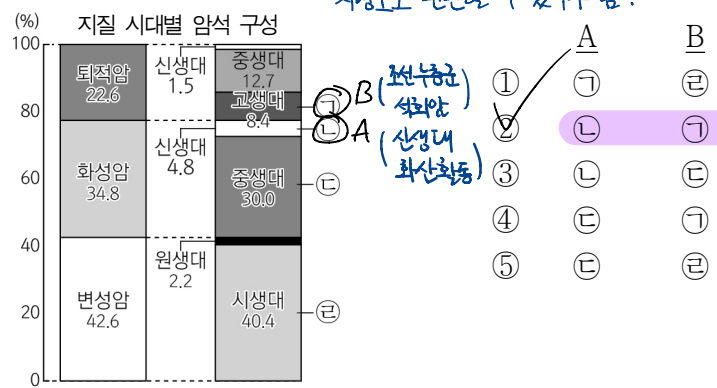 (%) 지질 시대별 암석 구성
100
80
60
40
20
0
퇴적암
22.6
화성암
34.8
변성암
42.6
신생대
1.5
신생대
4.8
원생대
2.2
중생대
12.7
고생대
8.4
중생대
30.0
시생대
40.4
㉠ B (조선누층군
석회암
㉡ A (신생대
화산활동)
㉢
㉣
A B
① ㉠ ㉣
② ㉡ ㉠
③ ㉡ ㉢
④ ㉢ ㉠
⑤ ㉢ ㉣